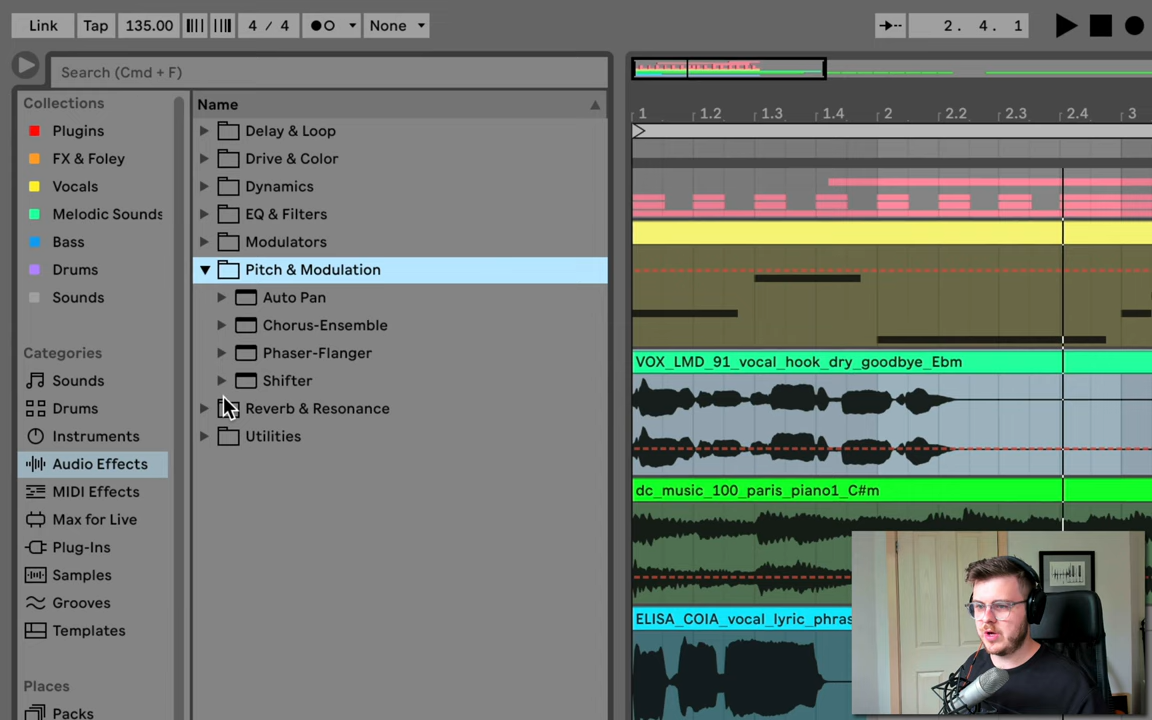 Link Tap 135.00 4 / 4 None 2. 4. 1
Search (Cmd + F)
Collections
Plugins
FX & Foley
Vocals
Melodic Sounds
Bass
Drums
Sounds
Categories
Sounds
Drums
Instruments
Audio Effects
MIDI Effects
Max for Live
Plug-Ins
Samples
Grooves
Templates
Places
Packs
Name
Delay & Loop
Drive & Color
Dynamics
EQ & Filters
Modulators
Pitch & Modulation
Auto Pan
Chorus-Ensemble
Phaser-Flanger
Shifter
Reverb & Resonance
Utilities
1 1.2 1.3 1.4 2 2.2 2.3 2.4 3
VOX_LMD_91_vocal_hook_dry_goodbye_Ebm
dc_music_100_paris_piano1_C#m
ELISA_COIA_vocal_lyric_phras